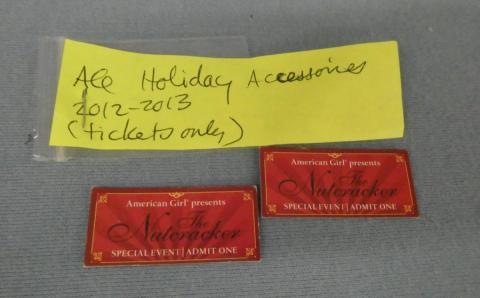 AG Holiday Accessoires
2012-2013
(tickets only)
American Girl® presents
The
Nutcracker
SPECIAL EVENT | ADMIT ONE
American Girl® presents
The
Nutcracker
SPECIAL EVENT | ADMIT ONE